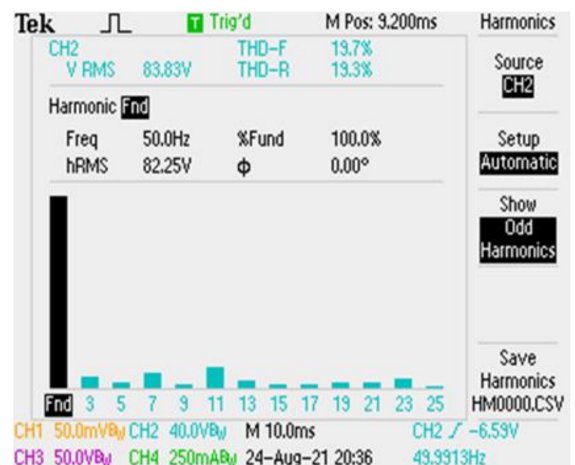 Tek T Trig'd M Pos: 9.200ms Harmonics
CH2 THD-F 19.7%
V RMS 83.83V THD-R 19.3%
Source
CH2
Harmonic Fnd
Freq 50.0Hz %Fund 100.0%
hRMS 82.25V ϕ 0.00°
Setup
Automatic
Show
Odd
Harmonics
Save
Harmonics
HM0000.CSV
Fnd 3 5 7 9 11 13 15 17 19 21 23 25
CH1 50.0mVBW CH2 40.0VBW M 10.0ms CH2 -6.59V
CH3 50.0VBW CH4 250mABW 24-Aug-21 20:36 49.9913Hz